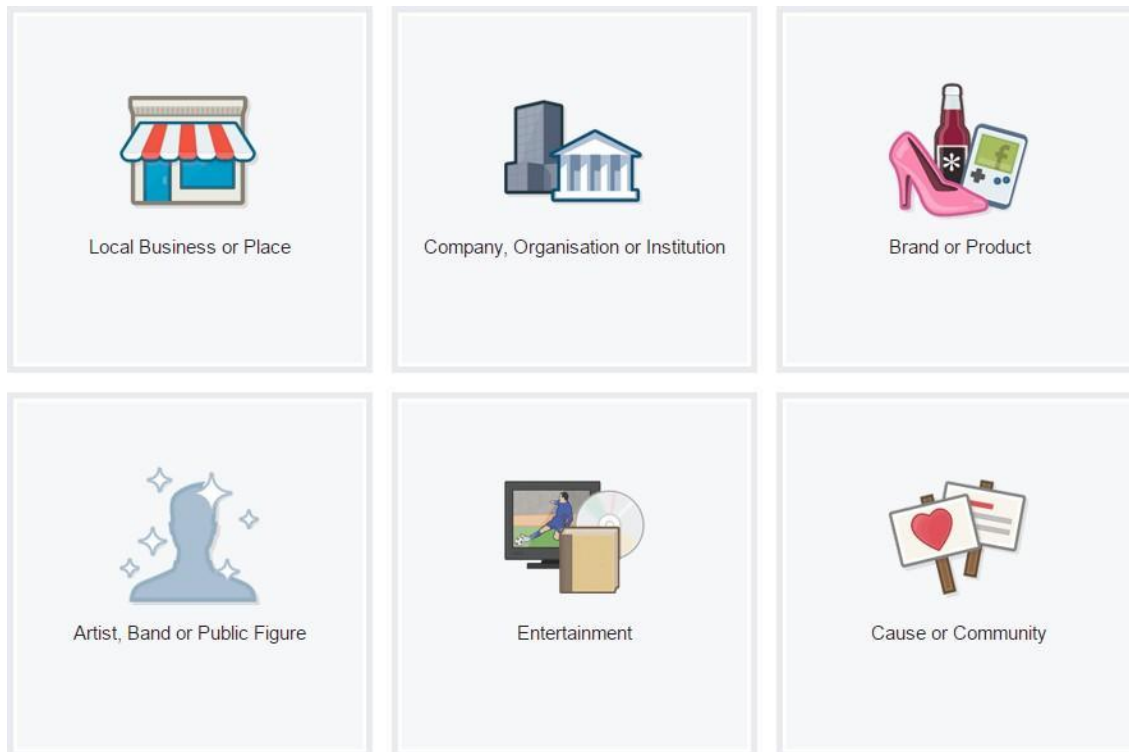 Local Business or Place
Company, Organisation or Institution
Brand or Product
Artist, Band or Public Figure
Entertainment
Cause or Community